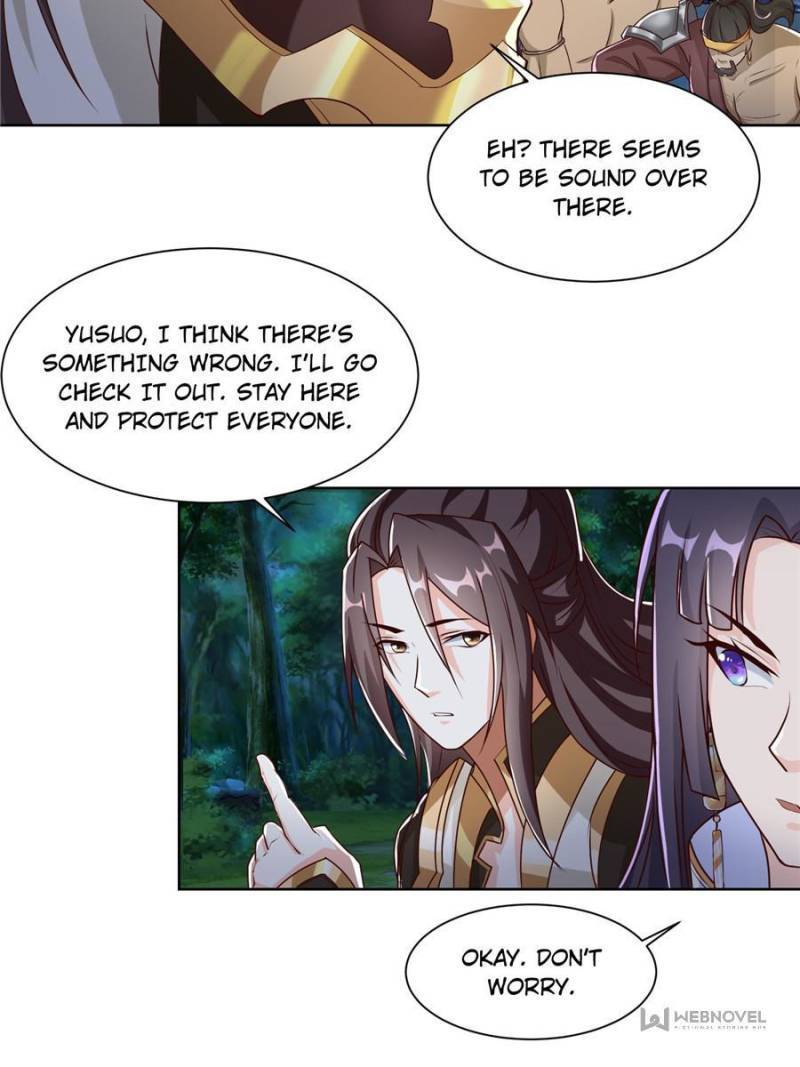 EH? THERE SEEMS
TO BE SOUND OVER
THERE.
YUSUO, I THINK THERE'S
SOMETHING WRONG. I'LL GO
CHECK IT OUT. STAY HERE
AND PROTECT EVERYONE.
OKAY. DON'T
WORRY.
WEBNOVEL